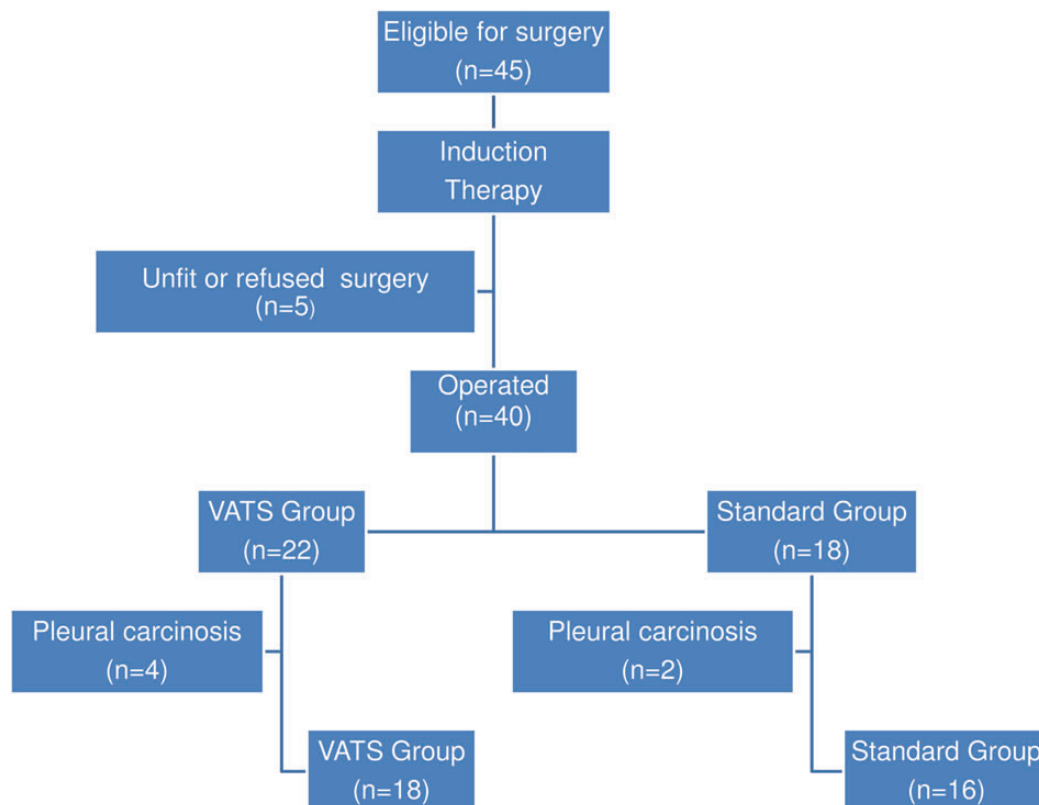 Eligible for surgery
(n=45)
Induction
Therapy
Unfit or refused surgery
(n=5)
Operated
(n=40)
VATS Group
(n=22)
Standard Group
(n=18)
Pleural carcinosis
(n=4)
Pleural carcinosis
(n=2)
VATS Group
(n=18)
Standard Group
(n=16)